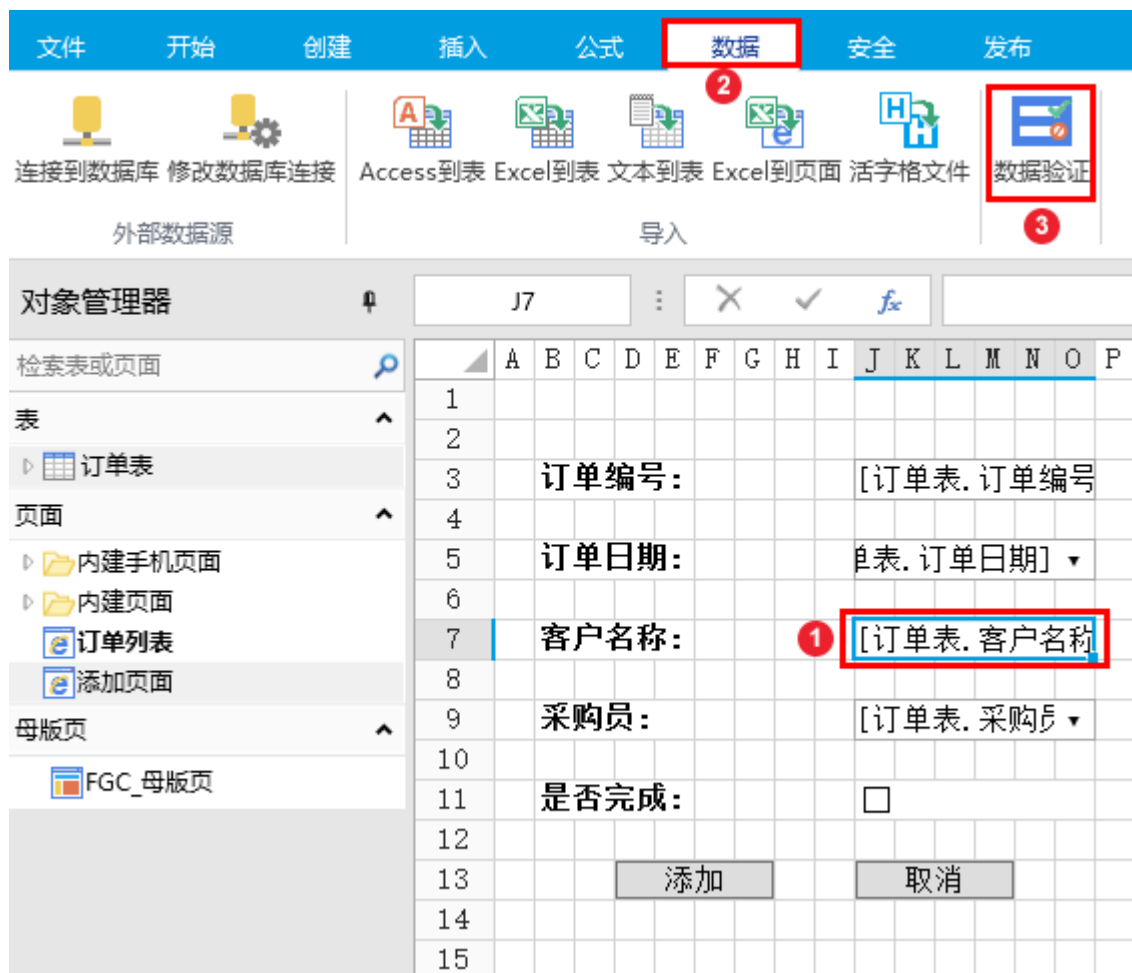 文件 开始 创建 插入 公式 数据 安全 发布
2
连接到数据库 修改数据库连接 Access到表 Excel到表 文本到表 Excel到页面 活字格文件 数据验证
外部数据源 导入 3
对象管理器 J7 fx
检索表或页面 A B C D E F G H I J K L M N O P
表 1
2
订单表 3 订单编号: [订单表.订单编号
页面 4
内建手机页面 5 订单日期: 单表.订单日期]
内建页面 6
订单列表 7 客户名称: 1 [订单表.客户名称
添加页面 8
母版页 9 采购员: [订单表.采购员
FGC_母版页 10
11 是否完成:
12
13 添加 取消
14
15